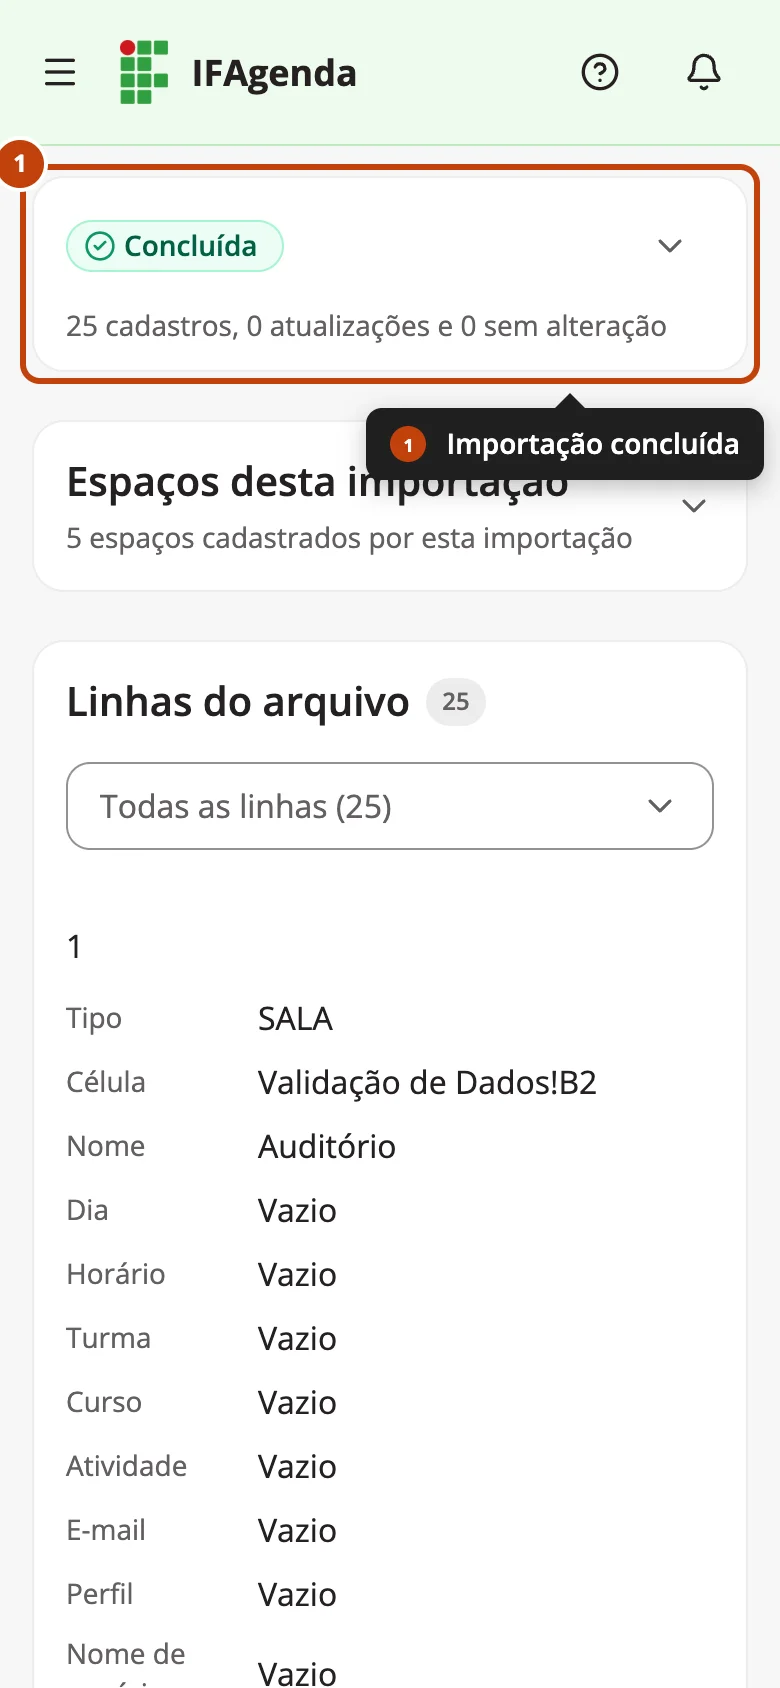 IFAgenda
1
Concluída
25 cadastros, 0 atualizações e 0 sem alteração
1 Importação concluída
Espaços desta importação
5 espaços cadastrados por esta importação
Linhas do arquivo 25
Todas as linhas (25)
1
Tipo SALA
Célula Validação de Dados!B2
Nome Auditório
Dia Vazio
Horário Vazio
Turma Vazio
Curso Vazio
Atividade Vazio
E-mail Vazio
Perfil Vazio
Nome de
Vazio